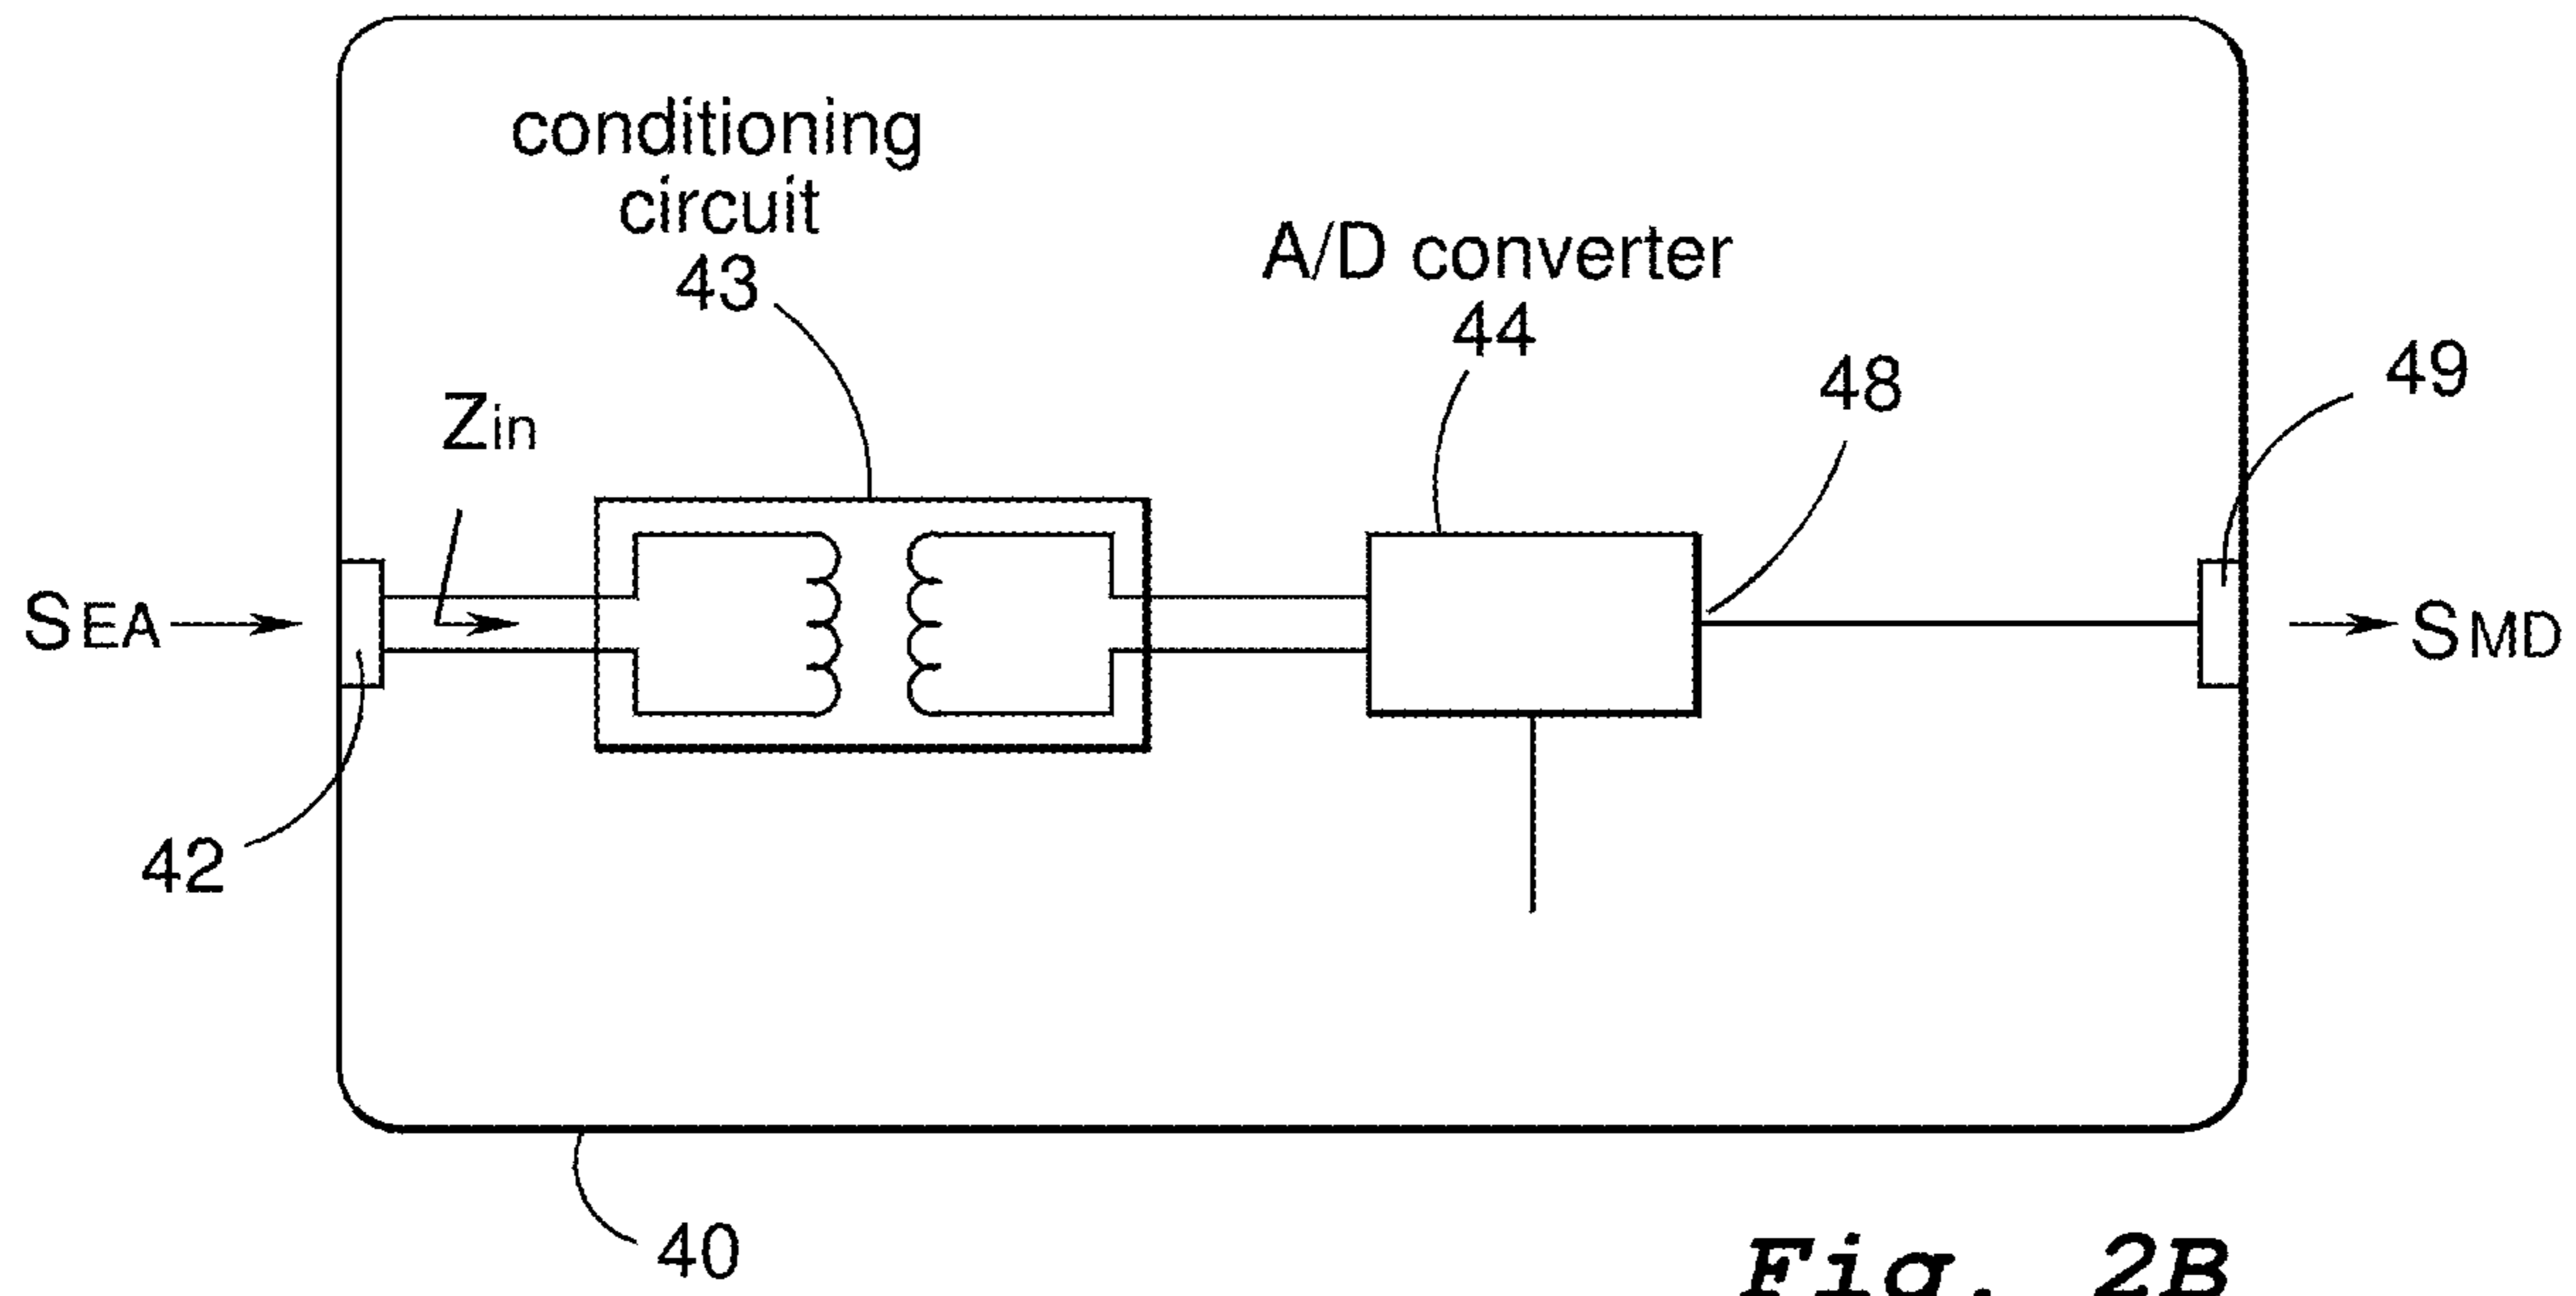 conditioning
circuit
43
A/D converter
44
48
49
Zin
SEA
SMD
42
40
Fig. 2B